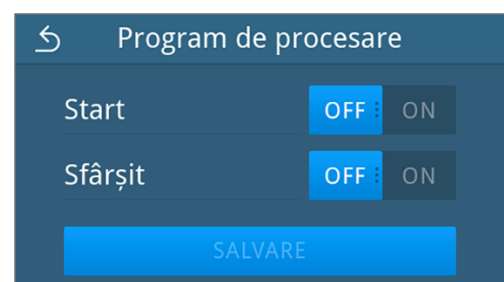 Program de procesare
Start OFF ON
Sfârșit OFF ON
SALVARE